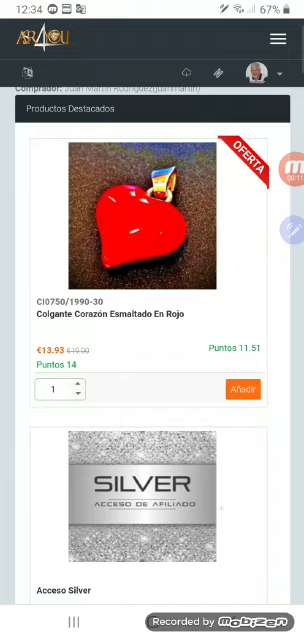 12:34
67%
AR4CU
Comprador: Juan Martin Rodriguez(juanmartin)
Productos Destacados
OFERTA
00:11
CI0750/1990-30
Colgante Corazón Esmaltado En Rojo
€13.93 €19.90
Puntos 11.51
Puntos 14
1
Añadir
SILVER
ACCESO DE AFILIADO
Acceso Silver
Recorded by Mobizen